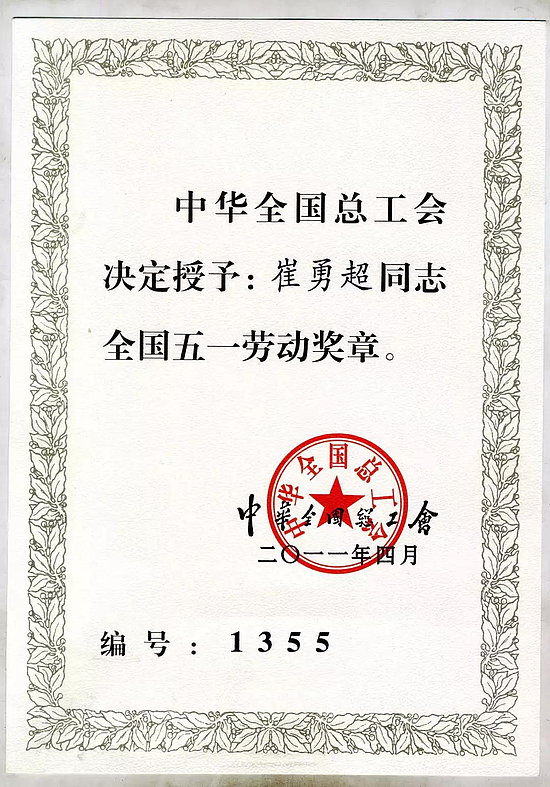 中华全国总工会
决定授予：崔勇超同志
全国五一劳动奖章。
中华全国总工会
中华全国總工會
二〇一一年四月
编号：1355